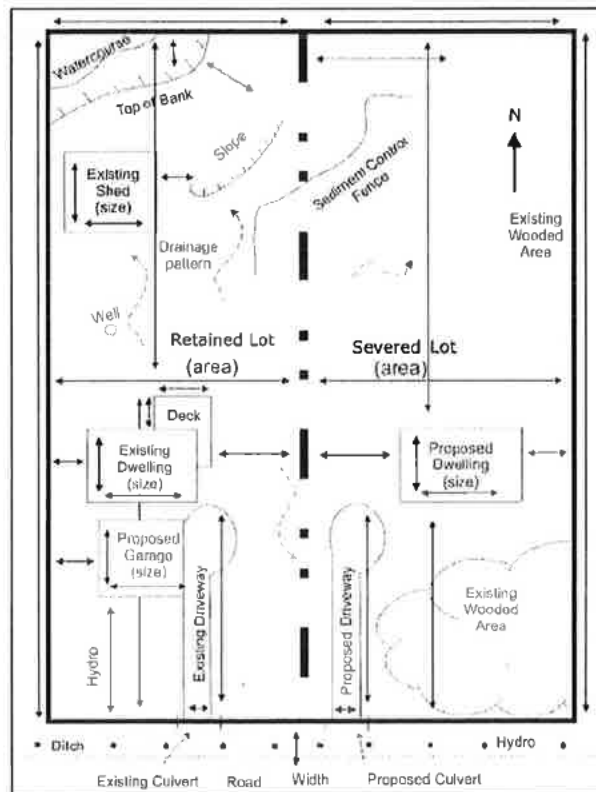 Watercourse
Top of Bank
Slope
Sediment Control
Fence
N
Existing
Shed
(size)
Existing
Wooded
Area
Drainage
pattern
Well
Retained Lot
(area)
Severed Lot
(area)
Deck
Existing
Dwelling
(size)
Proposed
Dwelling
(size)
Proposed
Garago
(size)
Existing Driveway
Proposed Driveway
Existing
Wooded
Area
Hydro
Ditch
Hydro
Existing Culvert
Road
Width
Proposed Culvert